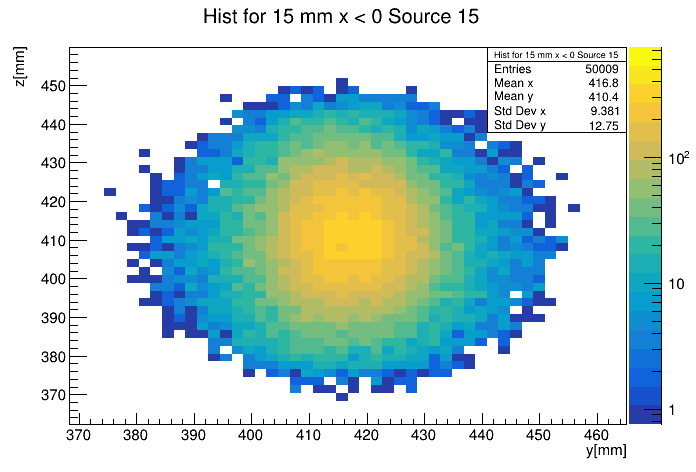 Hist for 15 mm x < 0 Source 15
z[mm]
Hist for 15 mm x < 0 Source 15
Entries 50009
Mean x 416.8
Mean y 410.4
Std Dev x 9.381
Std Dev y 12.75
450
440
430
420
410
400
390
380
370
10²
10
1
370 380 390 400 410 420 430 440 450 460
y[mm]